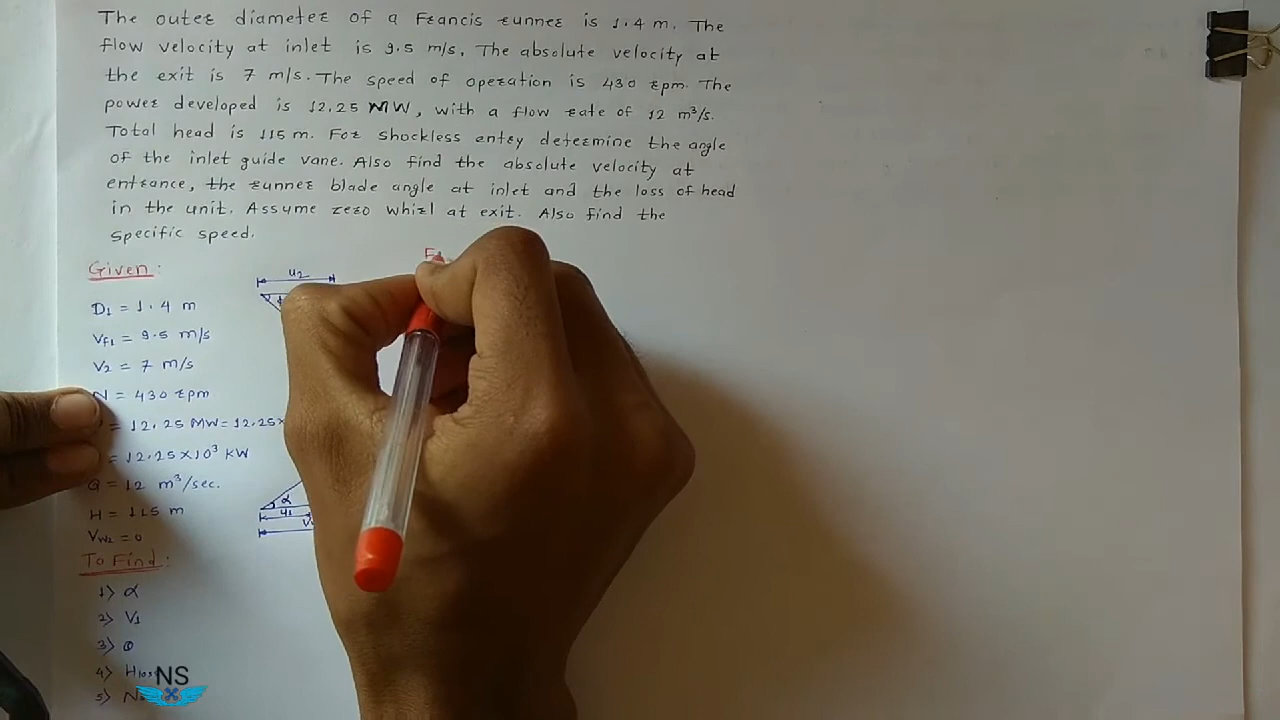 The outer diameter of a Francis runner is 1.4 m. The
flow velocity at inlet is 9.5 m/s. The absolute velocity at
the exit is 7 m/s. The speed of operation is 430 rpm. The
power developed is 12.25 MW, with a flow rate of 12 m³/s.
Total head is 115 m. For shockless entry determine the angle
of the inlet guide vane. Also find the absolute velocity at
entrance, the runner blade angle at inlet and the loss of head
in the unit. Assume zero whirl at exit. Also find the
specific speed.
Given:
D₁ = 1.4 m
Vf₁ = 9.5 m/s
V₂ = 7 m/s
N = 430 rpm
= 12.25 MW = 12.25×
= 12.25×10³ KW
Q = 12 m³/sec.
H = 115 m
Vw₂ = 0
To Find:
1) α
2) V₁
3) θ
4) Hlos
5) N
u₂
α
u₁
V
NS